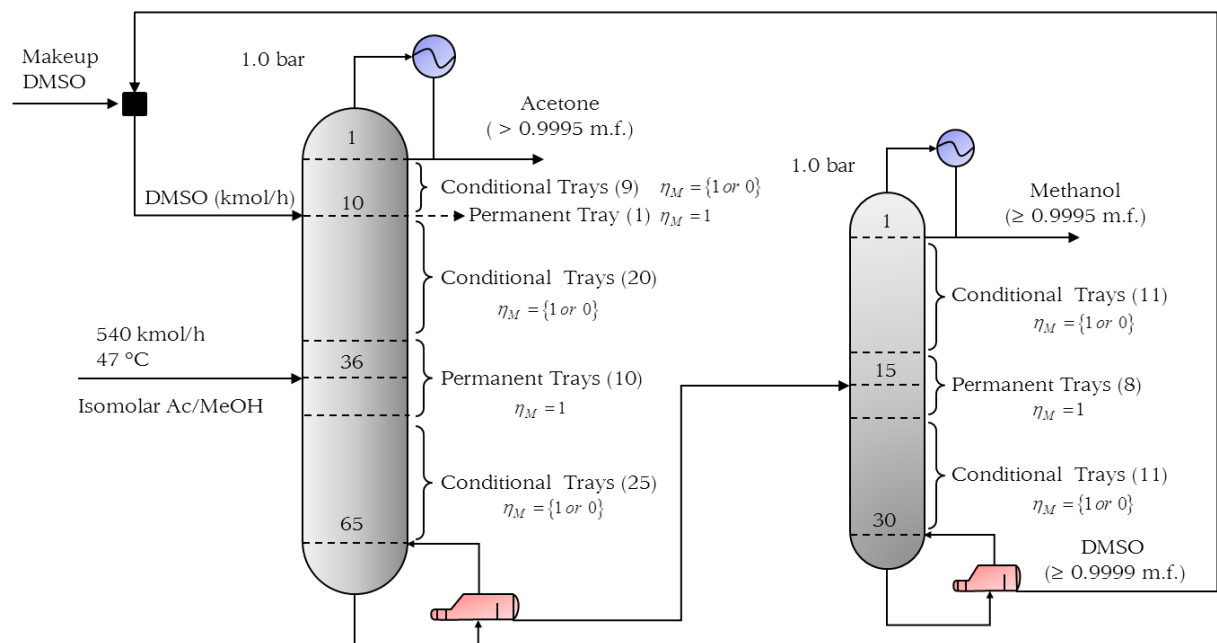 Makeup
DMSO
1.0 bar
Acetone
( > 0.9995 m.f.)
1
Conditional Trays (9) η_M = {1 or 0}
DMSO (kmol/h)
10
Permanent Tray (1) η_M = 1
Conditional Trays (20)
η_M = {1 or 0}
540 kmol/h
47 °C
36
Permanent Trays (10)
η_M = 1
Isomolar Ac/MeOH
Conditional Trays (25)
η_M = {1 or 0}
65
1.0 bar
Methanol
(≥ 0.9995 m.f.)
1
Conditional Trays (11)
η_M = {1 or 0}
15
Permanent Trays (8)
η_M = 1
Conditional Trays (11)
η_M = {1 or 0}
30
DMSO
(≥ 0.9999 m.f.)